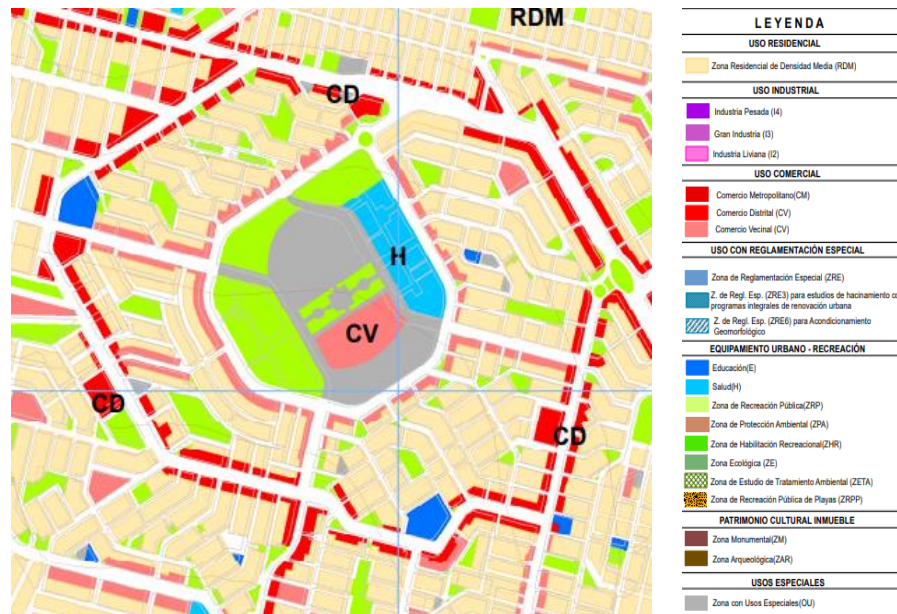 RDM
CD
H
CV
CD
CD
LEYENDA
USO RESIDENCIAL
Zona Residencial de Densidad Media (RDM)
USO INDUSTRIAL
Industria Pesada (I4)
Gran Industria (I3)
Industria Liviana (I2)
USO COMERCIAL
Comercio Metropolitano(CM)
Comercio Distrital (CV)
Comercio Vecinal (CV)
USO CON REGLAMENTACIÓN ESPECIAL
Zona de Reglamentación Especial (ZRE)
Z. de Regl. Esp. (ZRE3) para estudios de hacinamiento co
programas integrales de renovación urbana
Z. de Regl. Esp. (ZRE6) para Acondicionamiento
Geomorfológico
EQUIPAMIENTO URBANO - RECREACIÓN
Educación(E)
Salud(H)
Zona de Recreación Pública(ZRP)
Zona de Protección Ambiental (ZPA)
Zona de Habilitación Recreacional(ZHR)
Zona Ecológica (ZE)
Zona de Estudio de Tratamiento Ambiental (ZETA)
Zona de Recreación Pública de Playas (ZRPP)
PATRIMONIO CULTURAL INMUEBLE
Zona Monumental(ZM)
Zona Arqueológica(ZAR)
USOS ESPECIALES
Zona con Usos Especiales(OU)